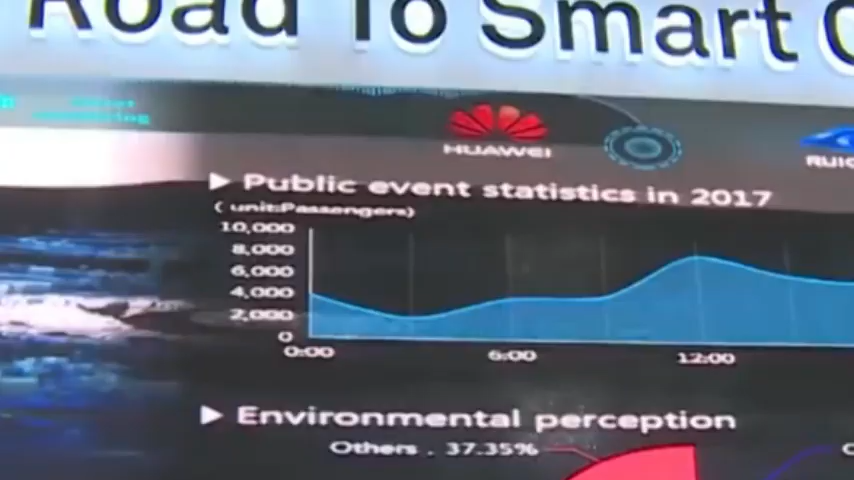 Road To Smart C
HUAWEI
RUIC
▶ Public event statistics in 2017
( unit:Passengers)
10,000
8,000
6,000
4,000
2,000
0
0:00 6:00 12:00
▶ Environmental perception
Others . 37.35%